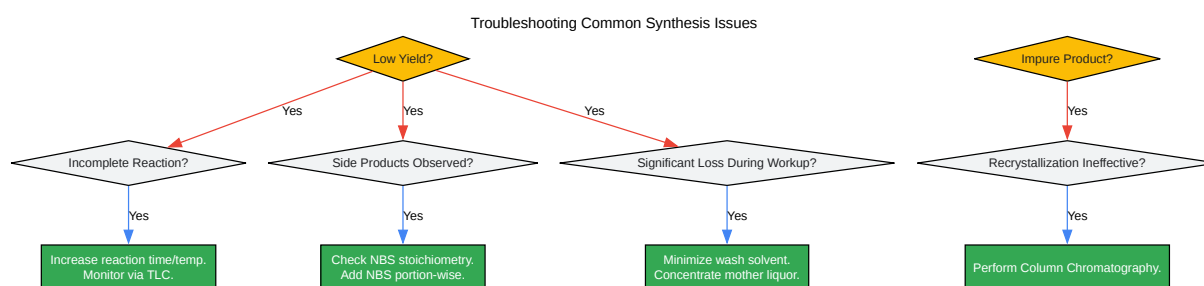 Troubleshooting Common Synthesis Issues
Low Yield?
Impure Product?
Yes
Yes
Yes
Yes
Incomplete Reaction?
Side Products Observed?
Significant Loss During Workup?
Recrystallization Ineffective?
Yes
Yes
Yes
Yes
Increase reaction time/temp.
Monitor via TLC.
Check NBS stoichiometry.
Add NBS portion-wise.
Minimize wash solvent.
Concentrate mother liquor.
Perform Column Chromatography.